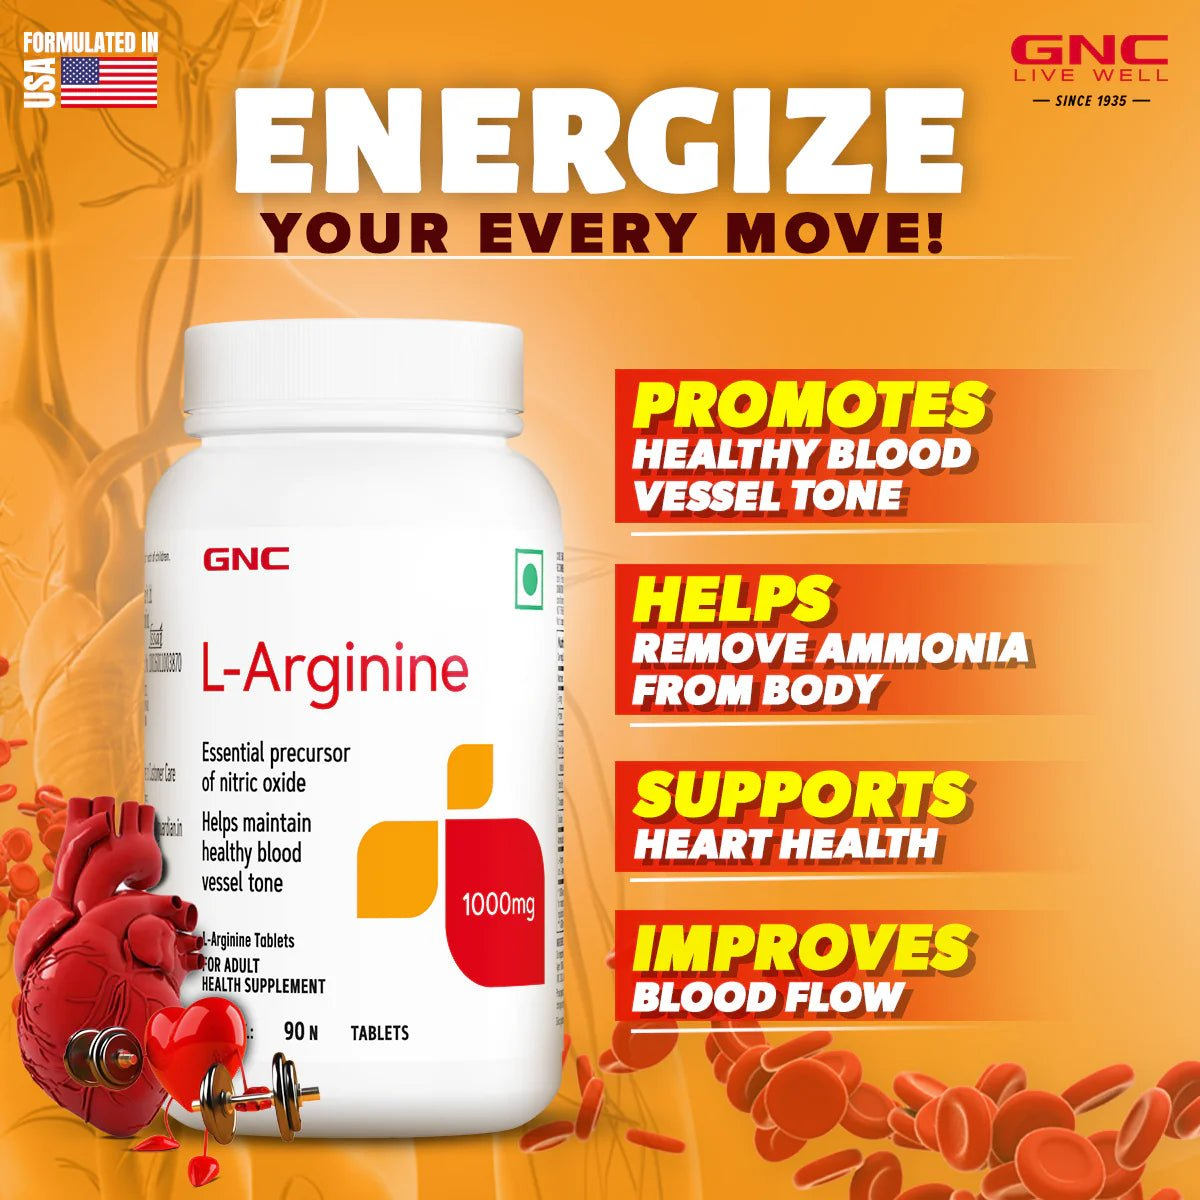 FORMULATED IN
USA
GNC
LIVE WELL
SINCE 1935
ENERGIZE
YOUR EVERY MOVE!
PROMOTES
HEALTHY BLOOD
VESSEL TONE
HELPS
REMOVE AMMONIA
FROM BODY
SUPPORTS
HEART HEALTH
IMPROVES
BLOOD FLOW
GNC
L-Arginine
Essential precursor
of nitric oxide
Helps maintain
healthy blood
vessel tone
1000mg
L-Arginine Tablets
FOR ADULT
HEALTH SUPPLEMENT
90 N TABLETS